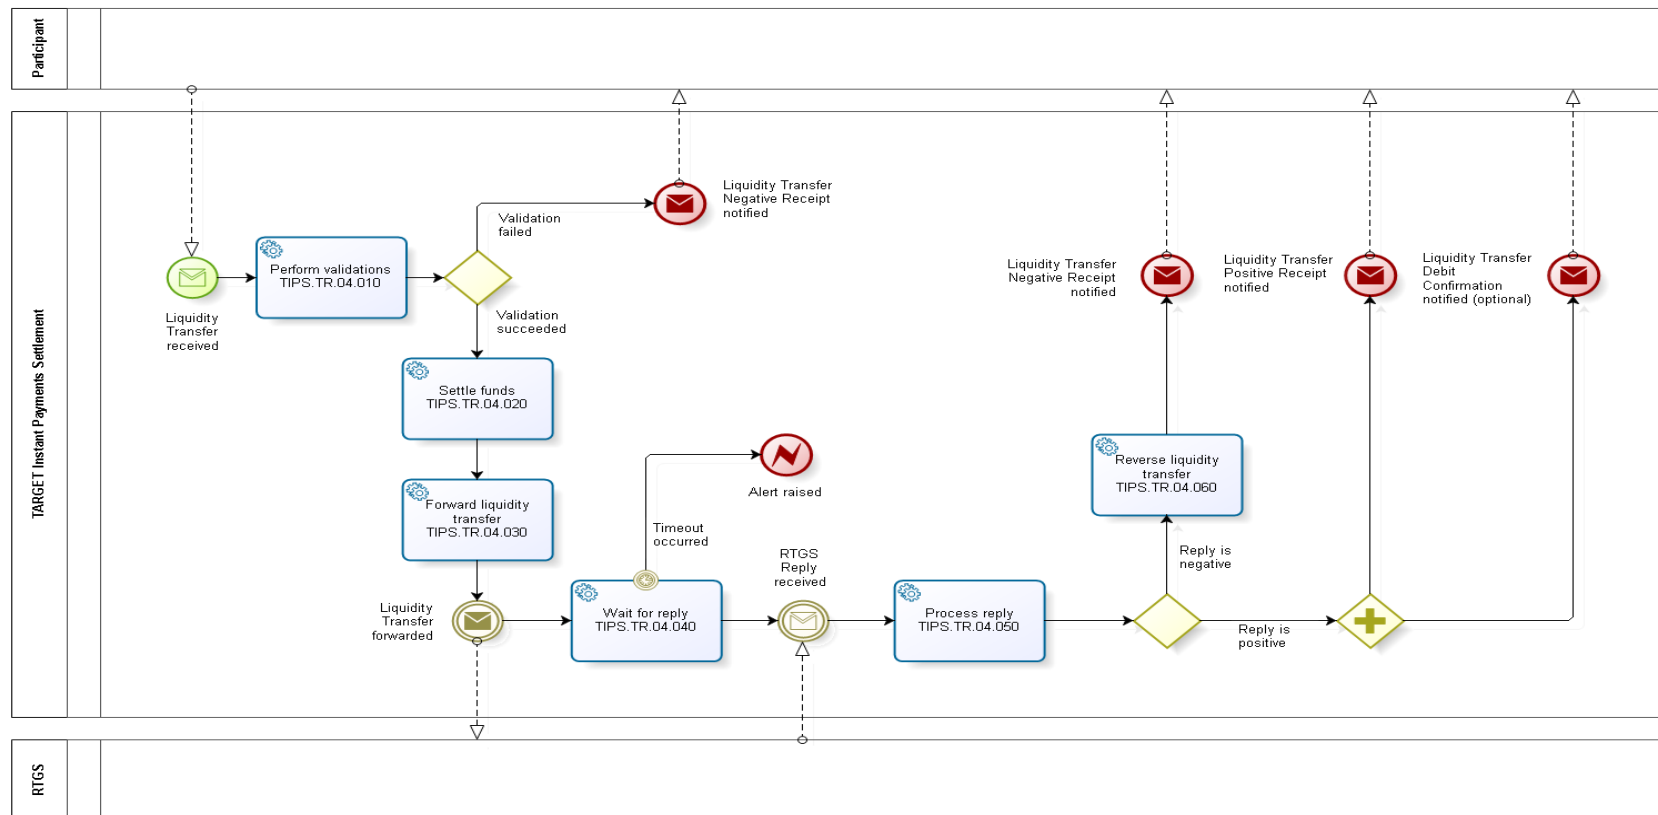 Participant
TARGET Instant Payments Settlement
Liquidity
Transfer
received
Perform validations
TIPS.TR.04.010
Validation
failed
Liquidity Transfer
Negative Receipt
notified
Validation
succeeded
Settle funds
TIPS.TR.04.020
Forward liquidity
transfer
TIPS.TR.04.030
Liquidity
Transfer
forwarded
Wait for reply
TIPS.TR.04.040
Timeout
occurred
Alert raised
RTGS
Reply
received
Process reply
TIPS.TR.04.050
Reply is
negative
Reverse liquidity
transfer
TIPS.TR.04.060
Liquidity Transfer
Negative Receipt
notified
Reply is
positive
Liquidity Transfer
Positive Receipt
notified
Liquidity Transfer
Debit
Confirmation
notified (optional)
RTGS